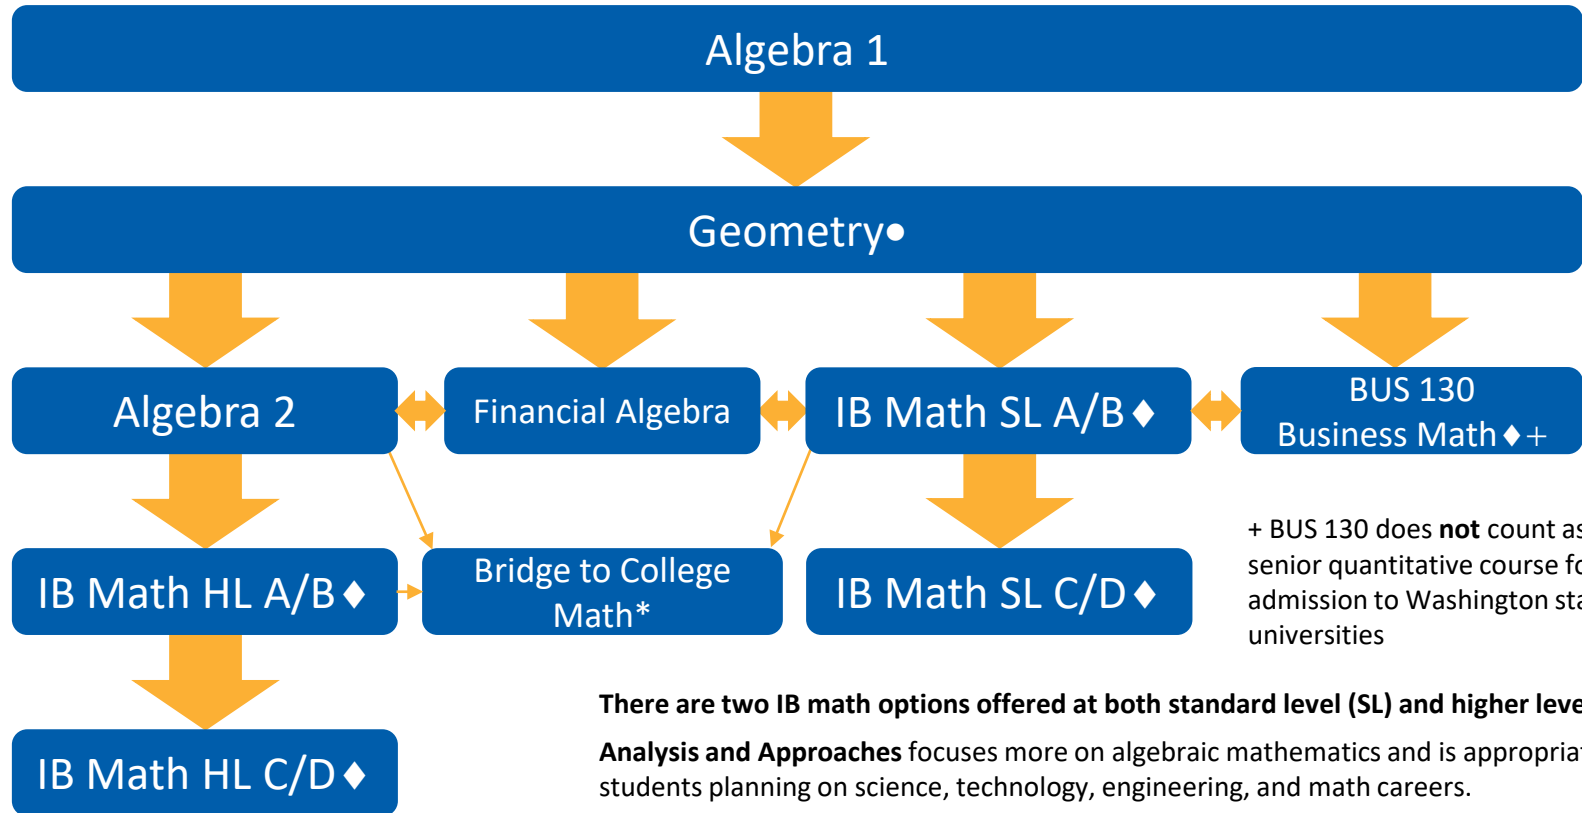 Algebra 1
Geometry●
Algebra 2
Financial Algebra
IB Math SL A/B♦
BUS 130
Business Math♦+
IB Math HL A/B♦
Bridge to College
Math*
IB Math SL C/D♦
+ BUS 130 does not count as
senior quantitative course
admission to Washington
universities
IB Math HL C/D♦
There are two IB math options offered at both standard level (SL) and higher
Analysis and Approaches focuses more on algebraic mathematics and is
students planning on science, technology, engineering, and math careers.